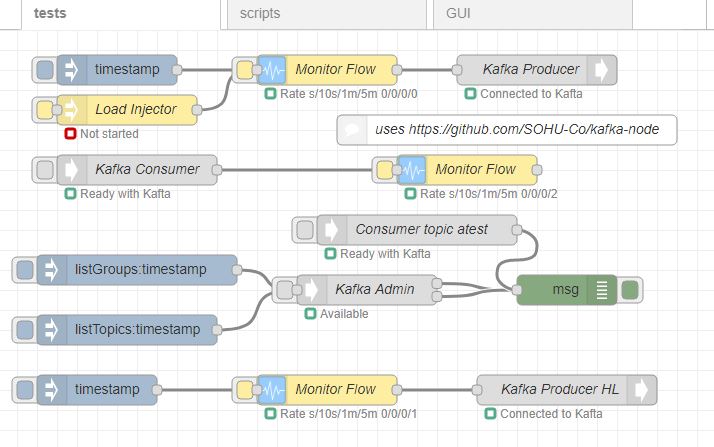 tests
scripts
GUI
timestamp
Monitor Flow
Kafka Producer
Rate s/10s/1m/5m 0/0/0/0
Connected to Kafta
Load Injector
Not started
uses https://github.com/SOHU-Co/kafka-node
Kafka Consumer
Monitor Flow
Ready with Kafta
Rate s/10s/1m/5m 0/0/0/2
Consumer topic atest
Ready with Kafta
listGroups:timestamp
Kafka Admin
msg
Available
listTopics:timestamp
timestamp
Monitor Flow
Kafka Producer HL
Rate s/10s/1m/5m 0/0/0/1
Connected to Kafta